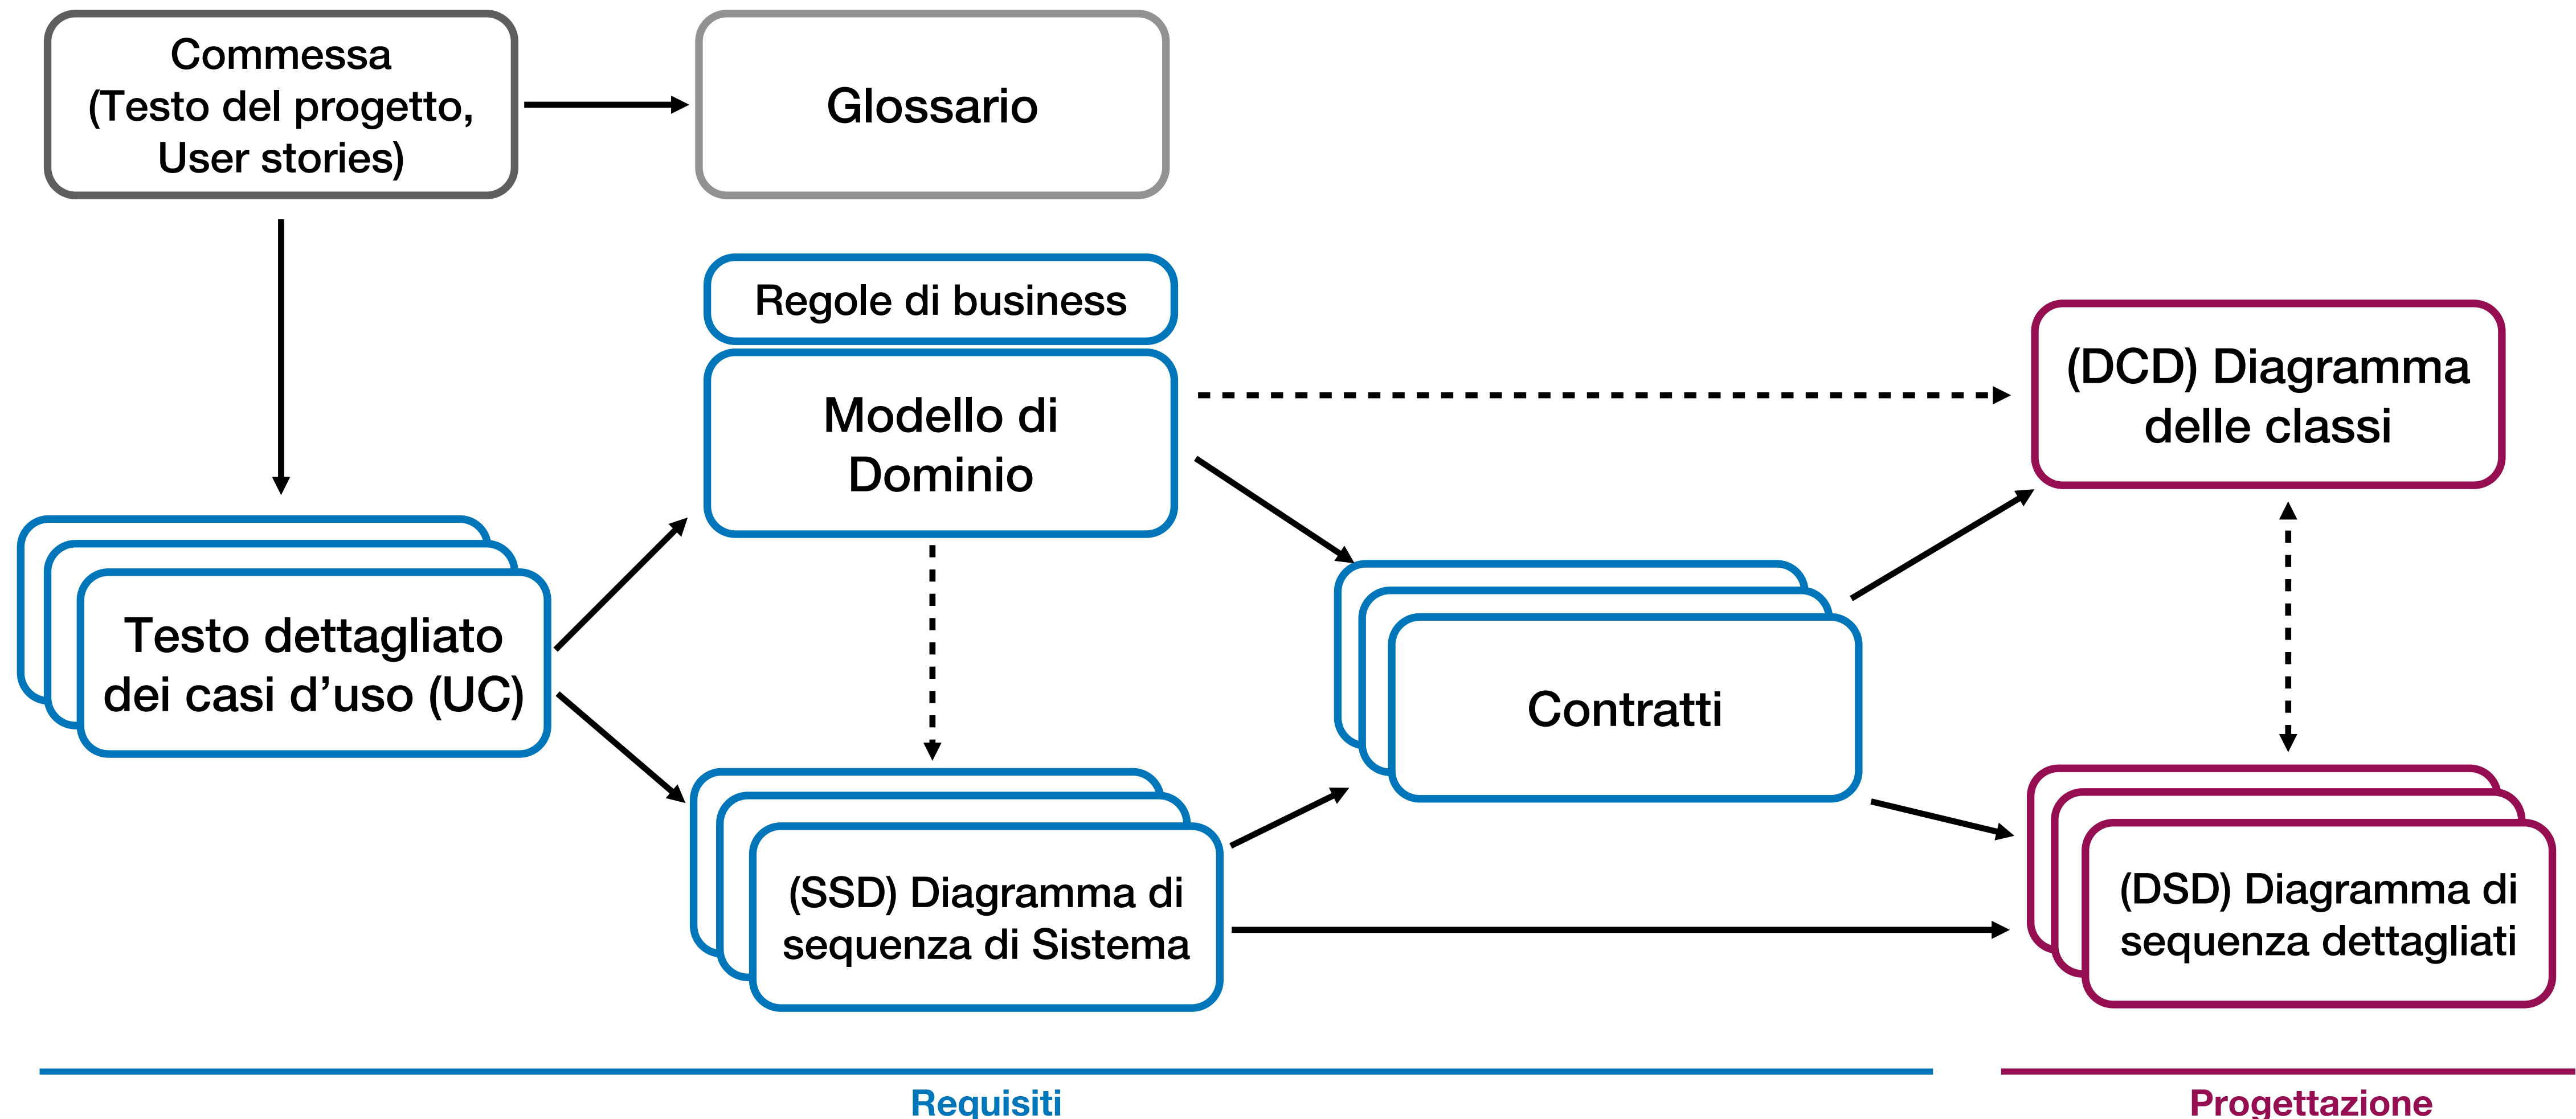 Commessa
(Testo del progetto,
User stories)
Glossario
Regole di business
Modello di
Dominio
(DCD) Diagramma
delle classi
Testo dettagliato
dei casi d’uso (UC)
Contratti
(SSD) Diagramma di
sequenza di Sistema
(DSD) Diagramma di
sequenza dettagliati
Requisiti
Progettazione